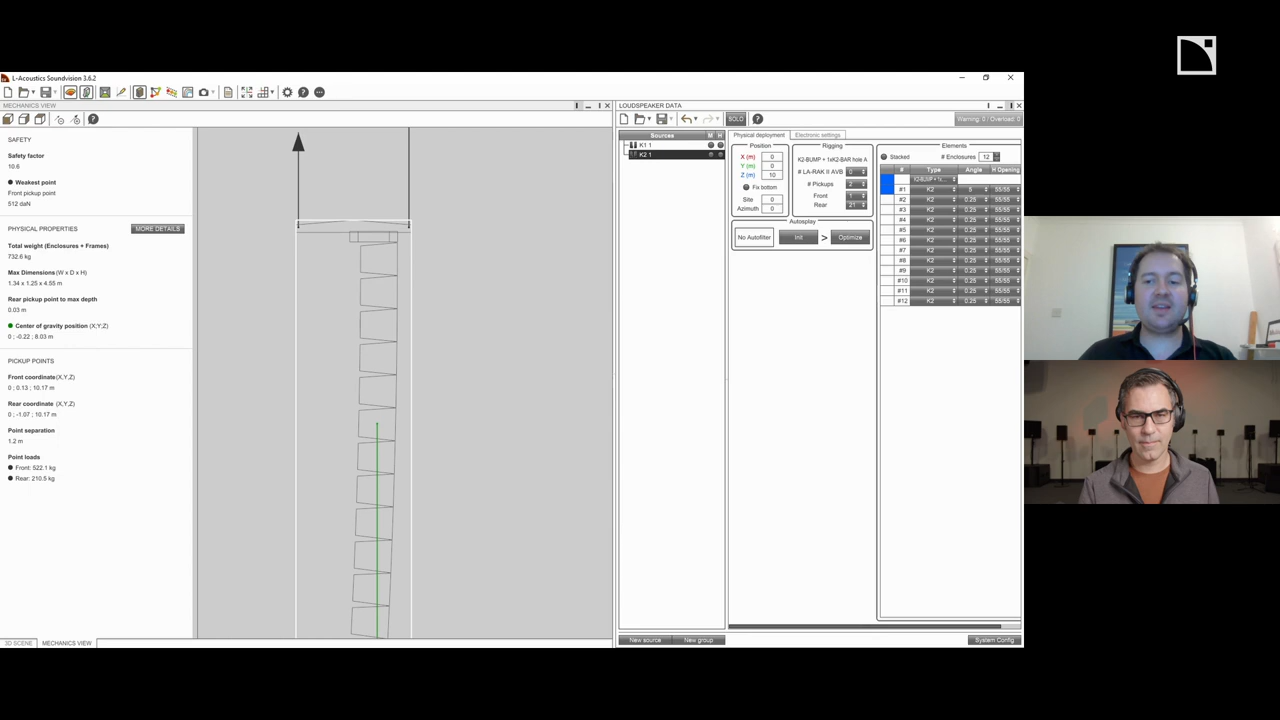 L-Acoustics Soundvision 3.6.2
MECHANICS VIEW
SAFETY
Safety factor
10.6
Weakest point
Front pickup point
512 daN
PHYSICAL PROPERTIES
MORE DETAILS
Total weight (Enclosures + Frames)
732.6 kg
Max Dimensions (W x D x H)
1.34 x 1.25 x 4.55 m
Rear pickup point to max depth
0.03 m
Center of gravity position (X,Y,Z)
0 ; -0.22 ; 8.03 m
PICKUP POINTS
Front coordinate (X,Y,Z)
0 ; 0.13 ; 10.17 m
Rear coordinate (X,Y,Z)
0 ; -1.07 ; 10.17 m
Point separation
1.2 m
Point loads
Front: 522.1 kg
Rear: 210.5 kg
3D SCENE MECHANICS VIEW
LOUDSPEAKER DATA
SOLO
Warning: 0 / Overload: 0
Sources M H
K1 1
K2 1
New source New group
Physical deployment Electronic settings
Position
X (m) 0
Y (m) 0
Z (m) 10
Fix bottom
Site 0
Azimuth 0
Rigging
K2-BUMP + 1xK2-BAR hole A
# LA-RAK II AVB 0
# Pickups 2
Front 1
Rear 21
Autosplay
No Autofilter Init > Optimize
Elements
Stacked # Enclosures 12
# Type Angle H Opening
K2-BUMP + 1x...
#1 K2 5 55/55
#2 K2 0.25 55/55
#3 K2 0.25 55/55
#4 K2 0.25 55/55
#5 K2 0.25 55/55
#6 K2 0.25 55/55
#7 K2 0.25 55/55
#8 K2 0.25 55/55
#9 K2 0.25 55/55
#10 K2 0.25 55/55
#11 K2 0.25 55/55
#12 K2 0.25 55/55
System Config